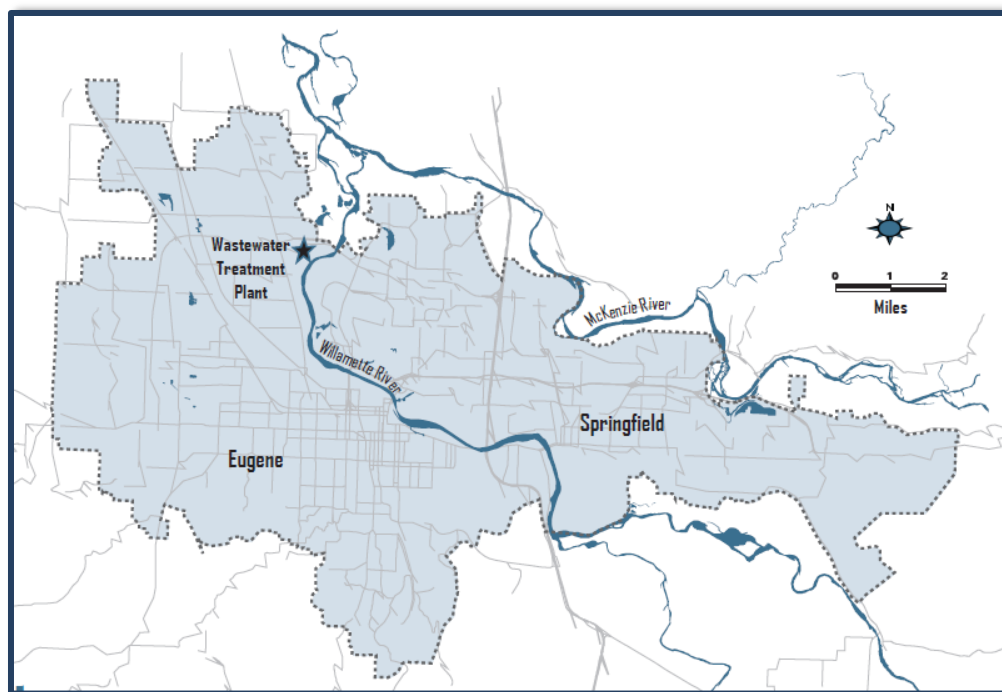 N
0 1 2
Miles
Wastewater
Treatment
Plant
McKenzie River
Willamette River
Springfield
Eugene